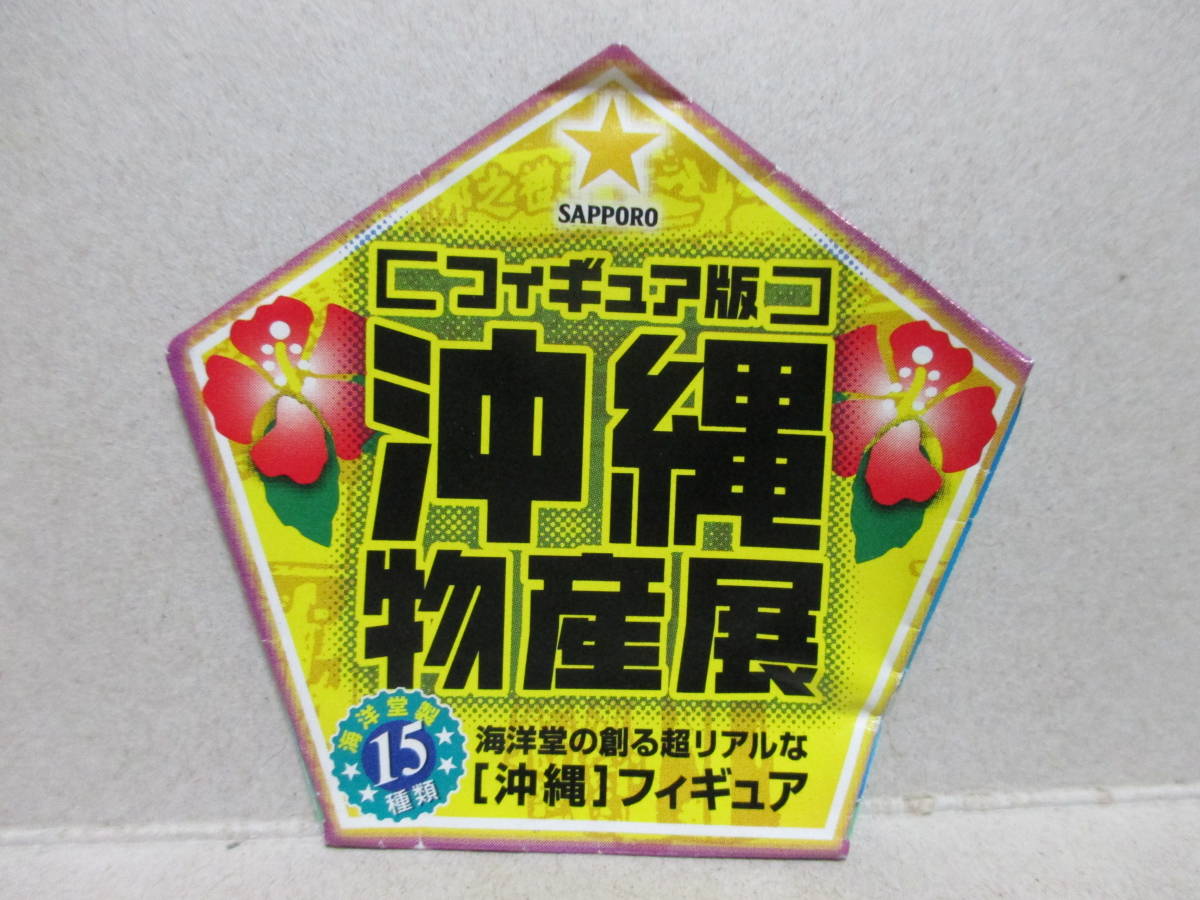 SAPPORO
[フィギュア版]
沖縄
物産展
海洋堂製
15
種類
海洋堂の創る超リアルな
[沖縄]フィギュア